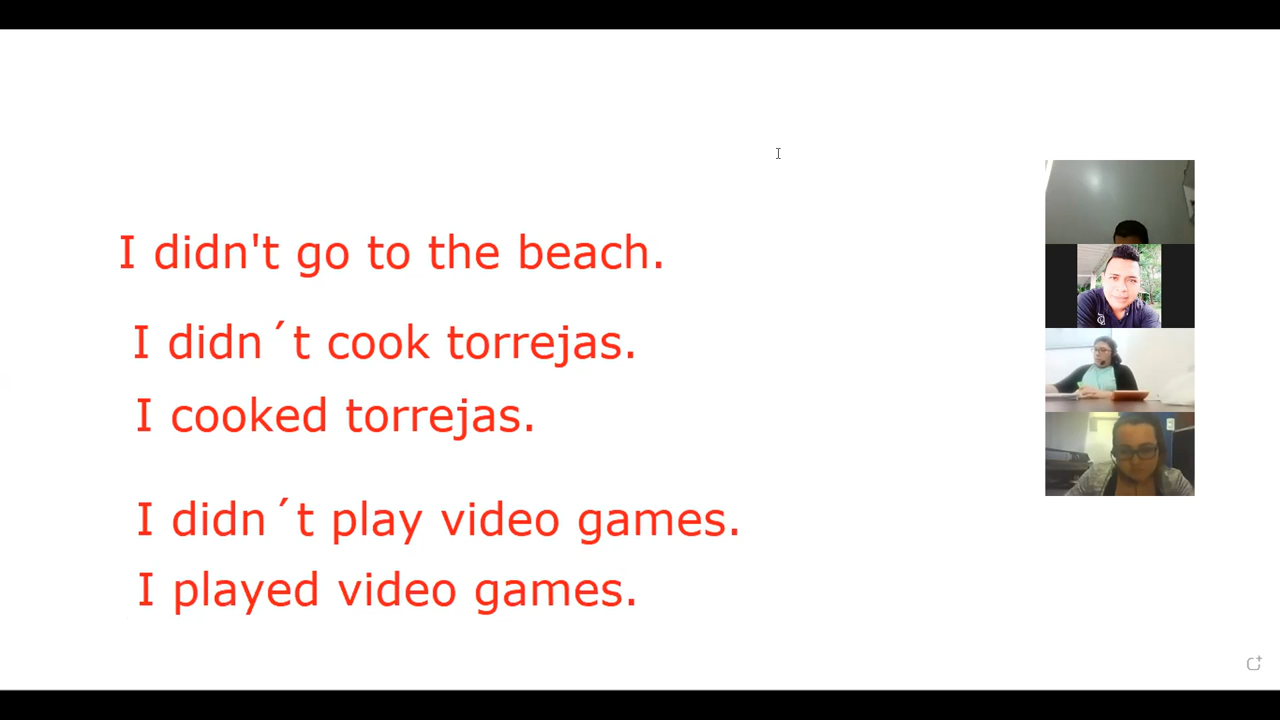 I didn't go to the beach.
I didn´t cook torrejas.
I cooked torrejas.
I didn´t play video games.
I played video games.